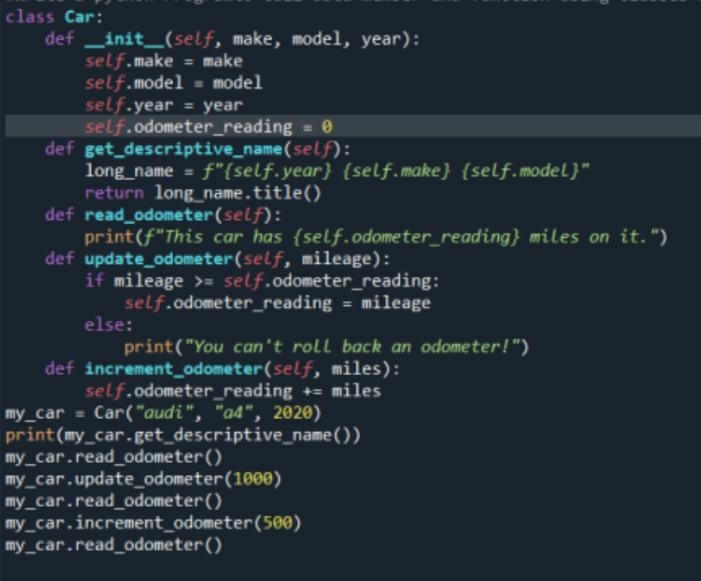 class Car:
    def __init__(self, make, model, year):
        self.make = make
        self.model = model
        self.year = year
        self.odometer_reading = 0
    def get_descriptive_name(self):
        long_name = f"{self.year} {self.make} {self.model}"
        return long_name.title()
    def read_odometer(self):
        print(f"This car has {self.odometer_reading} miles on it.")
    def update_odometer(self, mileage):
        if mileage >= self.odometer_reading:
            self.odometer_reading = mileage
        else:
            print("You can't roll back an odometer!")
    def increment_odometer(self, miles):
        self.odometer_reading += miles
my_car = Car("audi", "a4", 2020)
print(my_car.get_descriptive_name())
my_car.read_odometer()
my_car.update_odometer(1000)
my_car.read_odometer()
my_car.increment_odometer(500)
my_car.read_odometer()